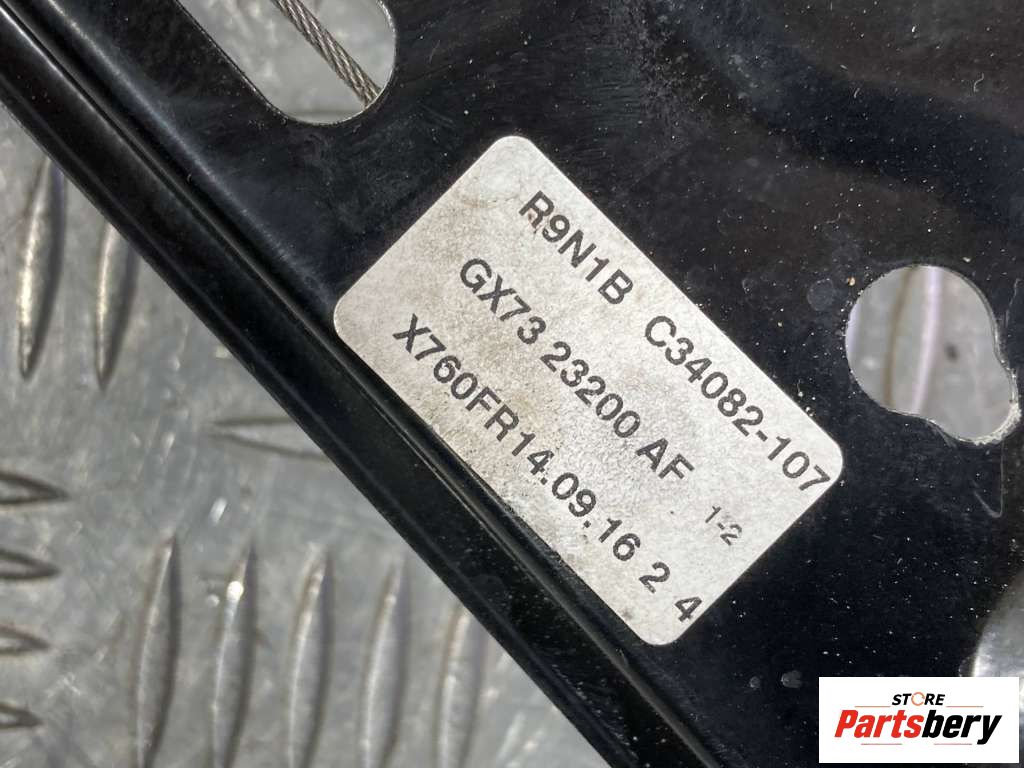 R9N1B C34082-107
GX73 23200 AF
1-2
X760FR14.09.16 2 4
STORE
Partsbery